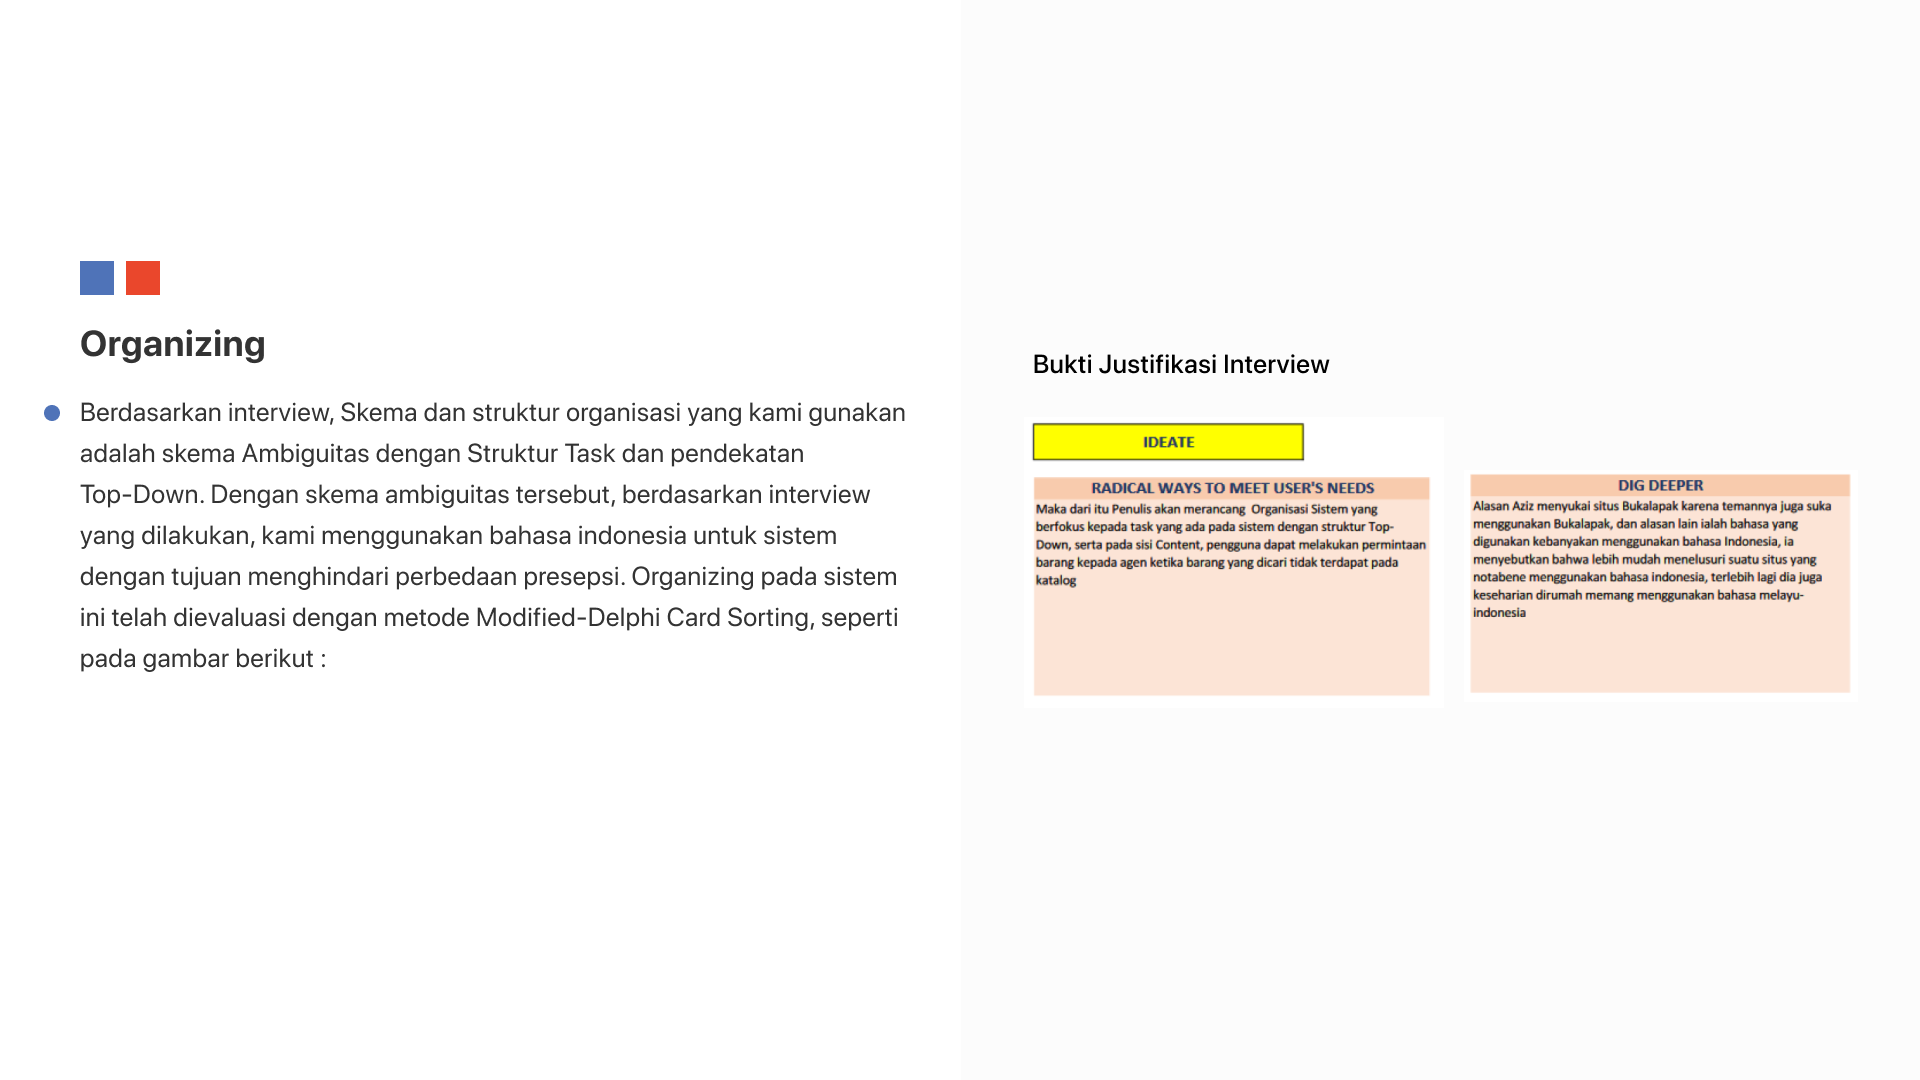 Organizing
Berdasarkan interview, Skema dan struktur organisasi yang kami gunakan
adalah skema Ambiguitas dengan Struktur Task dan pendekatan
Top-Down. Dengan skema ambiguitas tersebut, berdasarkan interview
yang dilakukan, kami menggunakan bahasa indonesia untuk sistem
dengan tujuan menghindari perbedaan presepsi. Organizing pada sistem
ini telah dievaluasi dengan metode Modified-Delphi Card Sorting, seperti
pada gambar berikut :
Bukti Justifikasi Interview
IDEATE
RADICAL WAYS TO MEET USER'S NEEDS
Maka dari itu Penulis akan merancang Organisasi Sistem yang
berfokus kepada task yang ada pada sistem dengan struktur Top-
Down, serta pada sisi Content, pengguna dapat melakukan permintaan
barang kepada agen ketika barang yang dicari tidak terdapat pada
katalog
DIG DEEPER
Alasan Aziz menyukai situs Bukalapak karena temannya juga suka
menggunakan Bukalapak, dan alasan lain ialah bahasa yang
digunakan kebanyakan menggunakan bahasa Indonesia, ia
menyebutkan bahwa lebih mudah menelusuri suatu situs yang
notabene menggunakan bahasa indonesia, terlebih lagi dia juga
keseharian dirumah memang menggunakan bahasa melayu-
indonesia